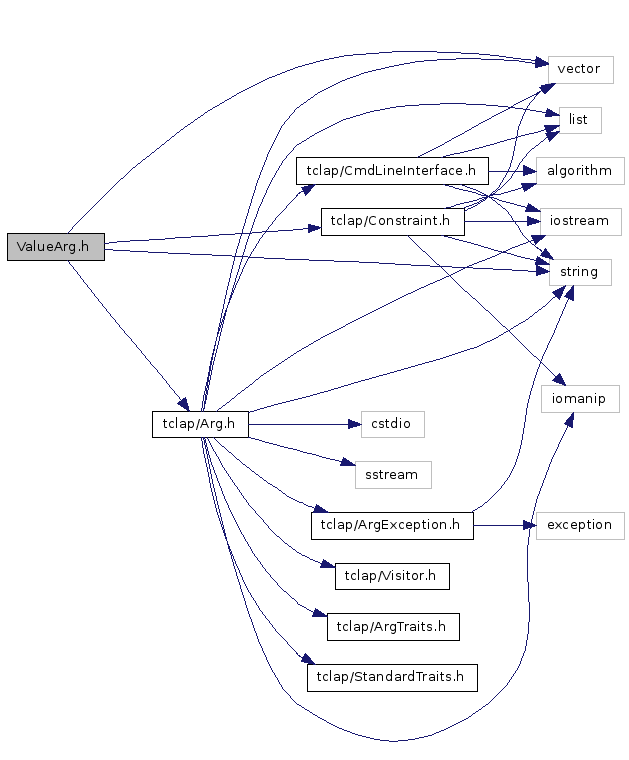 vector
list
tclap/CmdLineInterface.h
algorithm
tclap/Constraint.h
iostream
ValueArg.h
string
iomanip
tclap/Arg.h
cstdio
sstream
tclap/ArgException.h
exception
tclap/Visitor.h
tclap/ArgTraits.h
tclap/StandardTraits.h